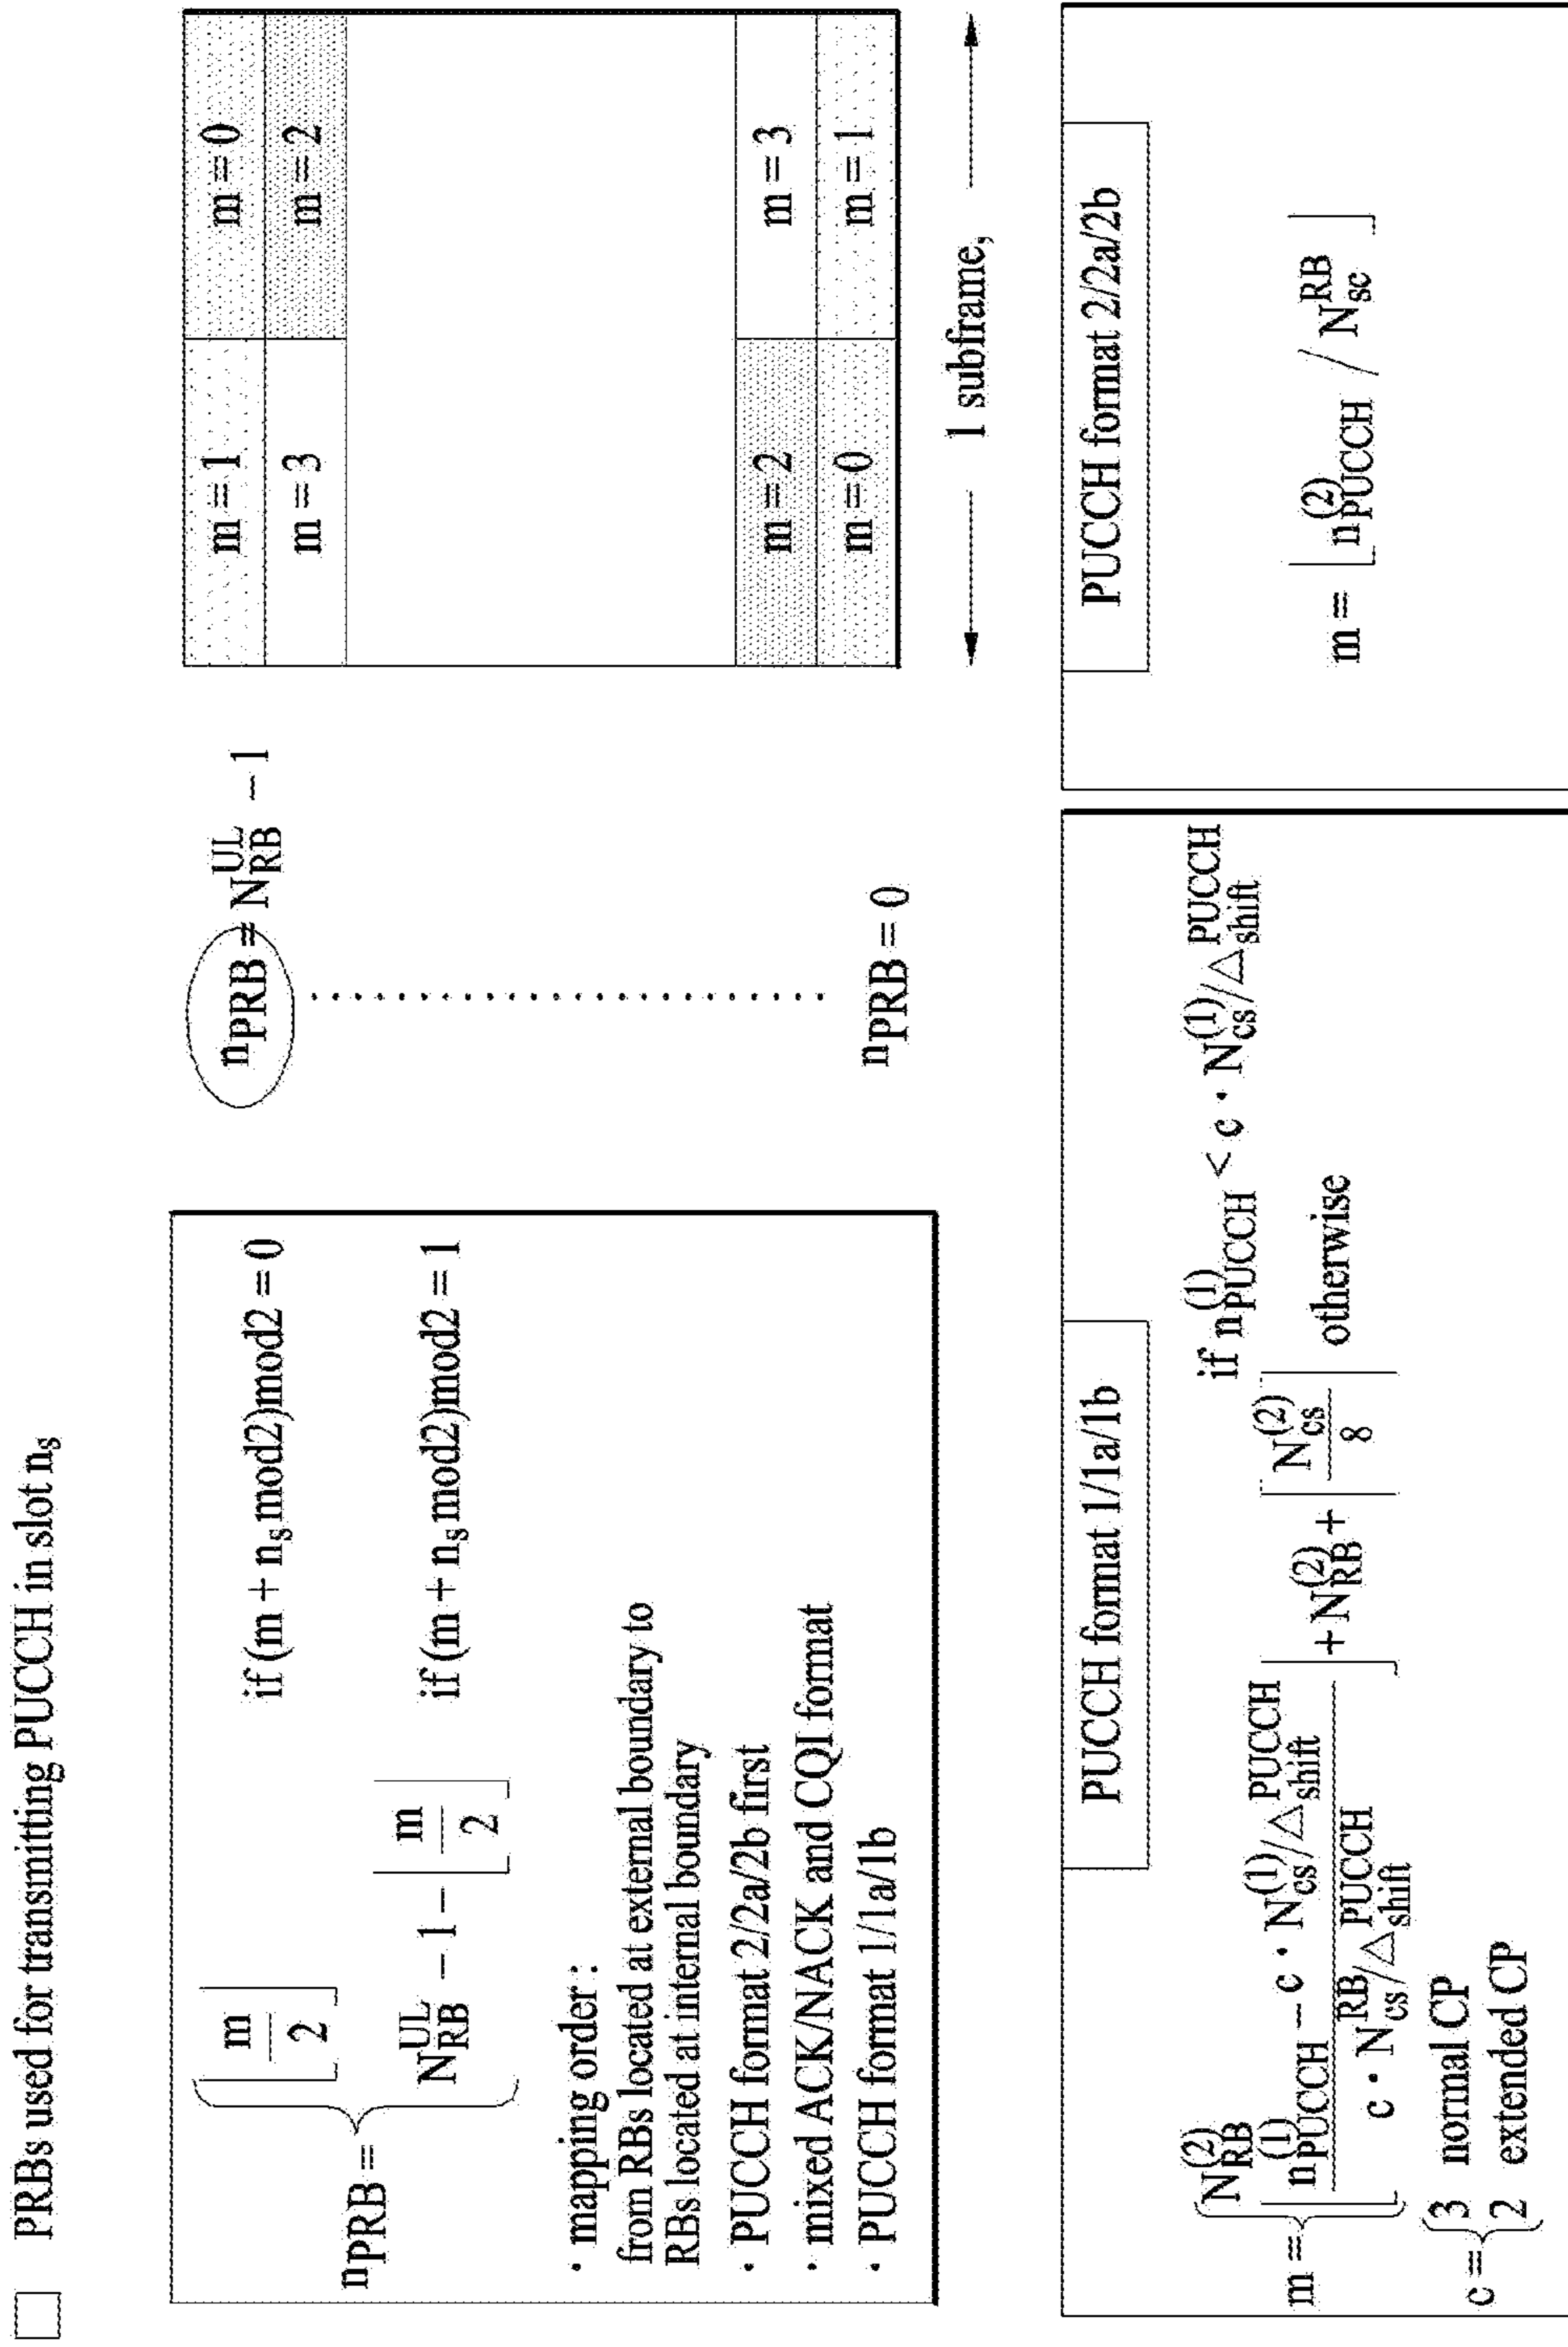 □ PRBs used for transmitting PUCCH in slot n_s
n_PRB = { ⌊m/2⌋ if (m + n_s mod2)mod2 = 0
N_RB^UL − 1 − ⌊m/2⌋ if (m + n_s mod2)mod2 = 1
· mapping order :
from RBs located at external boundary to
RBs located at internal boundary
· PUCCH format 2/2a/2b first
· mixed ACK/NACK and CQI format
· PUCCH format 1/1a/1b
n_PRB = N_RB^UL − 1
n_PRB = 0
m = 1 m = 0
m = 3 m = 2
m = 2 m = 3
m = 0 m = 1
1 subframe,
PUCCH format 1/1a/1b
m = { N_RB^(2) if n_PUCCH^(1) < c · N_cs^(1)/△_shift^PUCCH
⌊(n_PUCCH^(1) − c · N_cs^(1)/△_shift^PUCCH) / (c · N_cs^RB/△_shift^PUCCH)⌋ + N_RB^(2) + ⌈N_cs^(2)/8⌉ otherwise
c = { 3 normal CP
2 extended CP
PUCCH format 2/2a/2b
m = ⌊n_PUCCH^(2) / N_sc^RB⌋